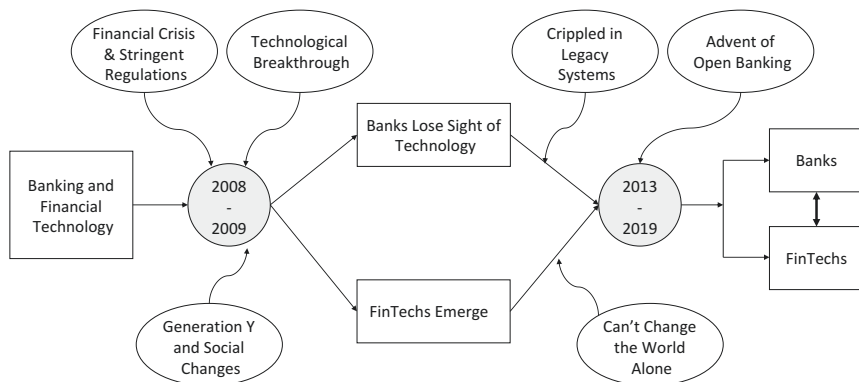 Financial Crisis
& Stringent
Regulations
Technological
Breakthrough
Crippled in
Legacy
Systems
Advent of
Open Banking
Banking and
Financial
Technology
2008
-
2009
Banks Lose Sight of
Technology
FinTechs Emerge
2013
-
2019
Banks
FinTechs
Generation Y
and Social
Changes
Can't Change
the World
Alone